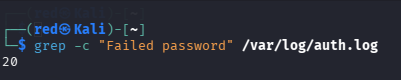 ┌──(red㉿Kali)-[~]
└─$ grep -c "Failed password" /var/log/auth.log
20